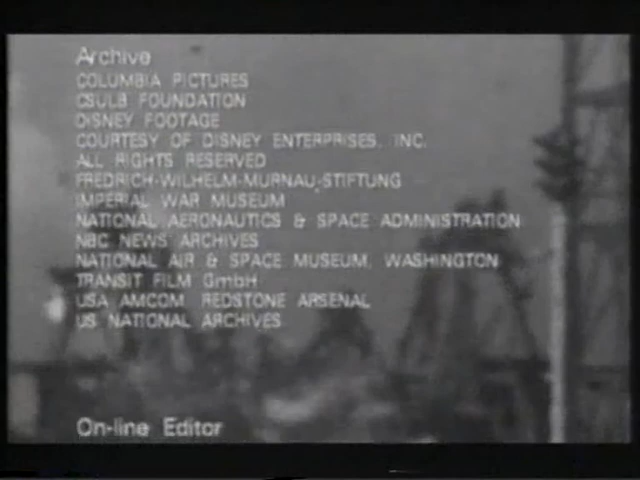 Archive
COLUMBIA PICTURES
CSULB FOUNDATION
DISNEY FOOTAGE
COURTESY OF DISNEY ENTERPRISES, INC.
ALL RIGHTS RESERVED
FREDRICH-WILHELM-MURNAU-STIFTUNG
IMPERIAL WAR MUSEUM
NATIONAL AERONAUTICS & SPACE ADMINISTRATION
NBC NEWS ARCHIVES
NATIONAL AIR & SPACE MUSEUM, WASHINGTON
TRANSIT FILM GmbH
USA AMCOM, REDSTONE ARSENAL
US NATIONAL ARCHIVES
On-line Editor